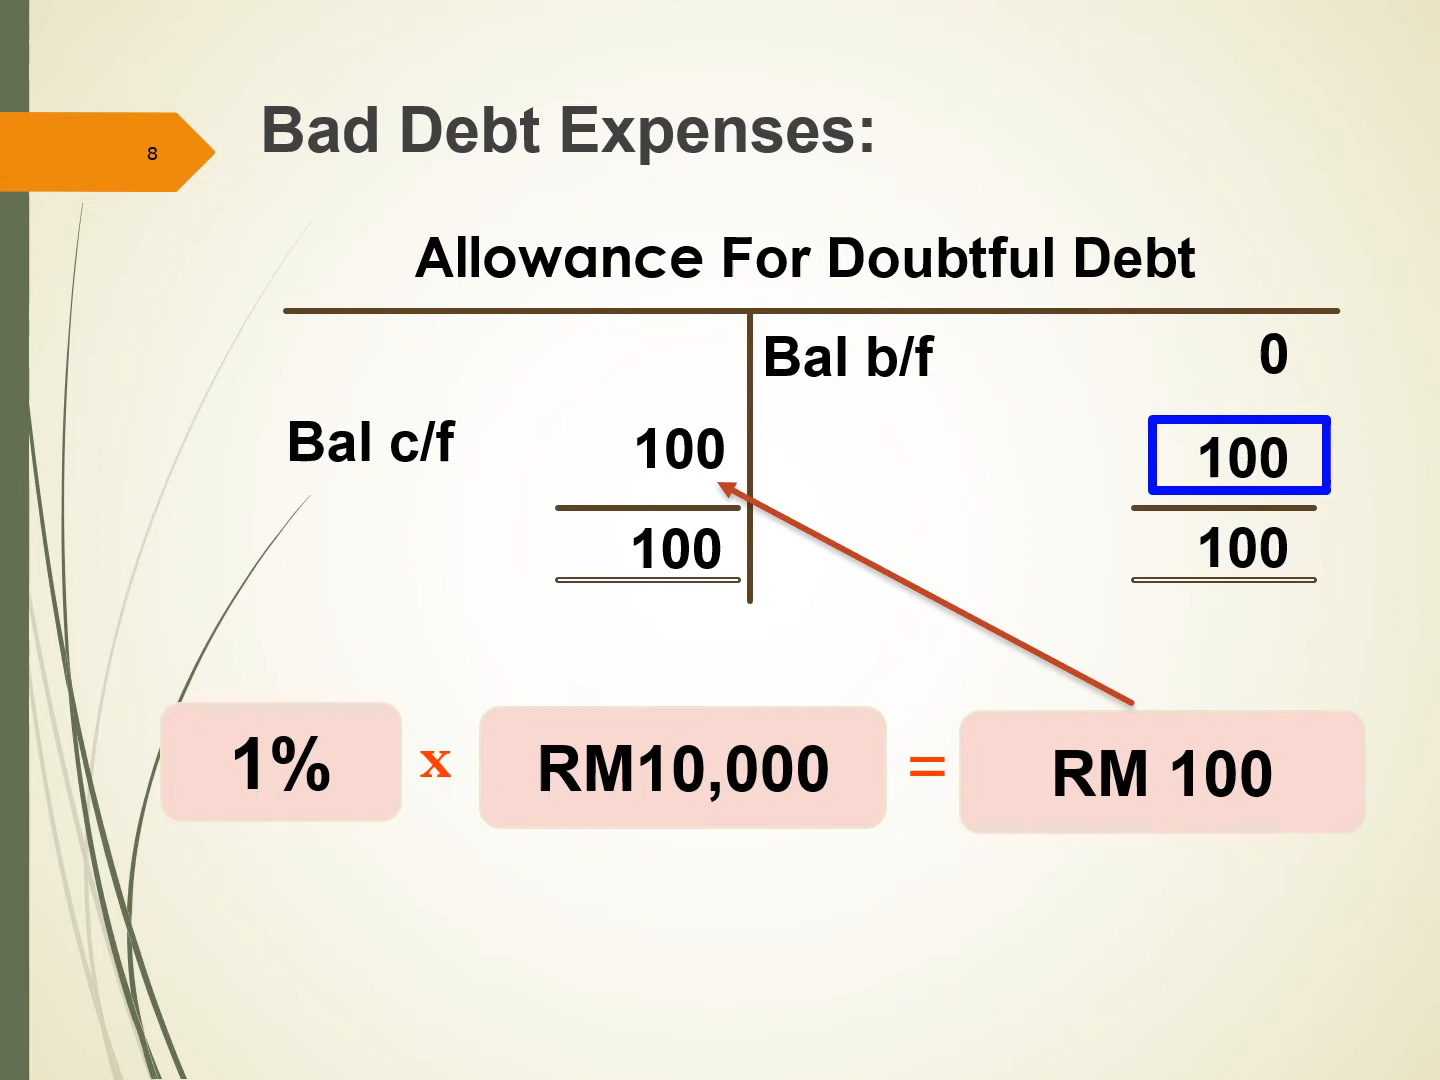 8
Bad Debt Expenses:
Allowance For Doubtful Debt
Bal b/f 0
Bal c/f 100 100
100 100
1% x RM10,000 = RM 100